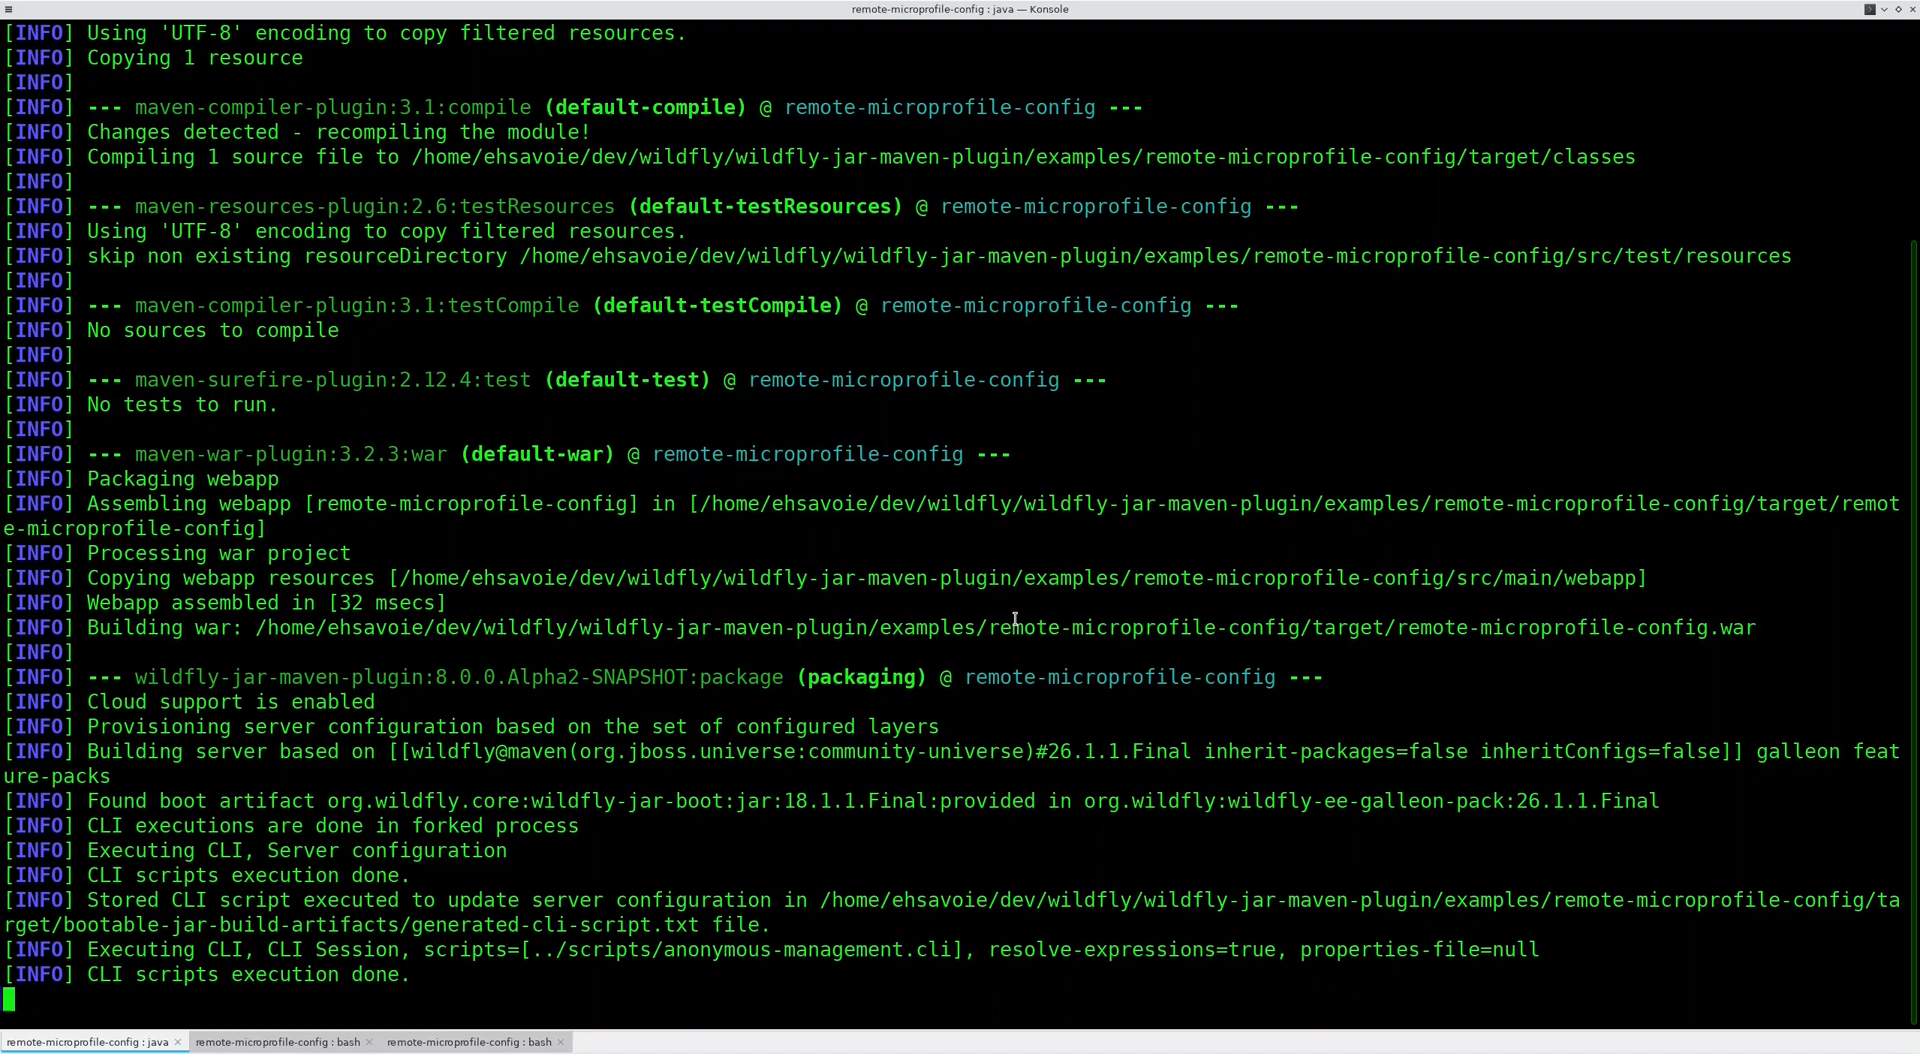 remote-microprofile-config : java — Konsole
[INFO] Using 'UTF-8' encoding to copy filtered resources.
[INFO] Copying 1 resource
[INFO]
[INFO] --- maven-compiler-plugin:3.1:compile (default-compile) @ remote-microprofile-config ---
[INFO] Changes detected - recompiling the module!
[INFO] Compiling 1 source file to /home/ehsavoie/dev/wildfly/wildfly-jar-maven-plugin/examples/remote-microprofile-config/target/classes
[INFO]
[INFO] --- maven-resources-plugin:2.6:testResources (default-testResources) @ remote-microprofile-config ---
[INFO] Using 'UTF-8' encoding to copy filtered resources.
[INFO] skip non existing resourceDirectory /home/ehsavoie/dev/wildfly/wildfly-jar-maven-plugin/examples/remote-microprofile-config/src/test/resources
[INFO]
[INFO] --- maven-compiler-plugin:3.1:testCompile (default-testCompile) @ remote-microprofile-config ---
[INFO] No sources to compile
[INFO]
[INFO] --- maven-surefire-plugin:2.12.4:test (default-test) @ remote-microprofile-config ---
[INFO] No tests to run.
[INFO]
[INFO] --- maven-war-plugin:3.2.3:war (default-war) @ remote-microprofile-config ---
[INFO] Packaging webapp
[INFO] Assembling webapp [remote-microprofile-config] in [/home/ehsavoie/dev/wildfly/wildfly-jar-maven-plugin/examples/remote-microprofile-config/target/remot
e-microprofile-config]
[INFO] Processing war project
[INFO] Copying webapp resources [/home/ehsavoie/dev/wildfly/wildfly-jar-maven-plugin/examples/remote-microprofile-config/src/main/webapp]
[INFO] Webapp assembled in [32 msecs]
[INFO] Building war: /home/ehsavoie/dev/wildfly/wildfly-jar-maven-plugin/examples/remote-microprofile-config/target/remote-microprofile-config.war
[INFO]
[INFO] --- wildfly-jar-maven-plugin:8.0.0.Alpha2-SNAPSHOT:package (packaging) @ remote-microprofile-config ---
[INFO] Cloud support is enabled
[INFO] Provisioning server configuration based on the set of configured layers
[INFO] Building server based on [[wildfly@maven(org.jboss.universe:community-universe)#26.1.1.Final inherit-packages=false inheritConfigs=false]] galleon feat
ure-packs
[INFO] Found boot artifact org.wildfly.core:wildfly-jar-boot:jar:18.1.1.Final:provided in org.wildfly:wildfly-ee-galleon-pack:26.1.1.Final
[INFO] CLI executions are done in forked process
[INFO] Executing CLI, Server configuration
[INFO] CLI scripts execution done.
[INFO] Stored CLI script executed to update server configuration in /home/ehsavoie/dev/wildfly/wildfly-jar-maven-plugin/examples/remote-microprofile-config/ta
rget/bootable-jar-build-artifacts/generated-cli-script.txt file.
[INFO] Executing CLI, CLI Session, scripts=[../scripts/anonymous-management.cli], resolve-expressions=true, properties-file=null
[INFO] CLI scripts execution done.
remote-microprofile-config : java
remote-microprofile-config : bash
remote-microprofile-config : bash